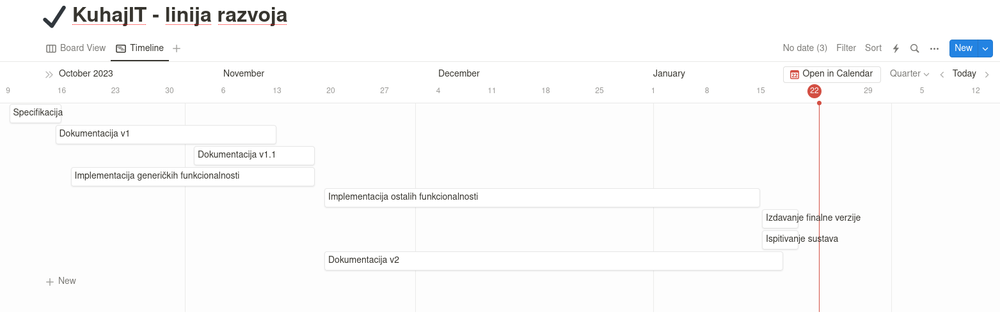 KuhajIT - linija razvoja
Board View Timeline
No date (3) Filter Sort New
October 2023 November December January 22 Open in Calendar Quarter Today
9 16 23 30 6 13 20 27 4 11 18 25 1 8 15 22 29 5 12
Specifikacija
Dokumentacija v1
Dokumentacija v1.1
Implementacija generičkih funkcionalnosti
Implementacija ostalih funkcionalnosti
Izdavanje finalne verzije
Ispitivanje sustava
Dokumentacija v2
New